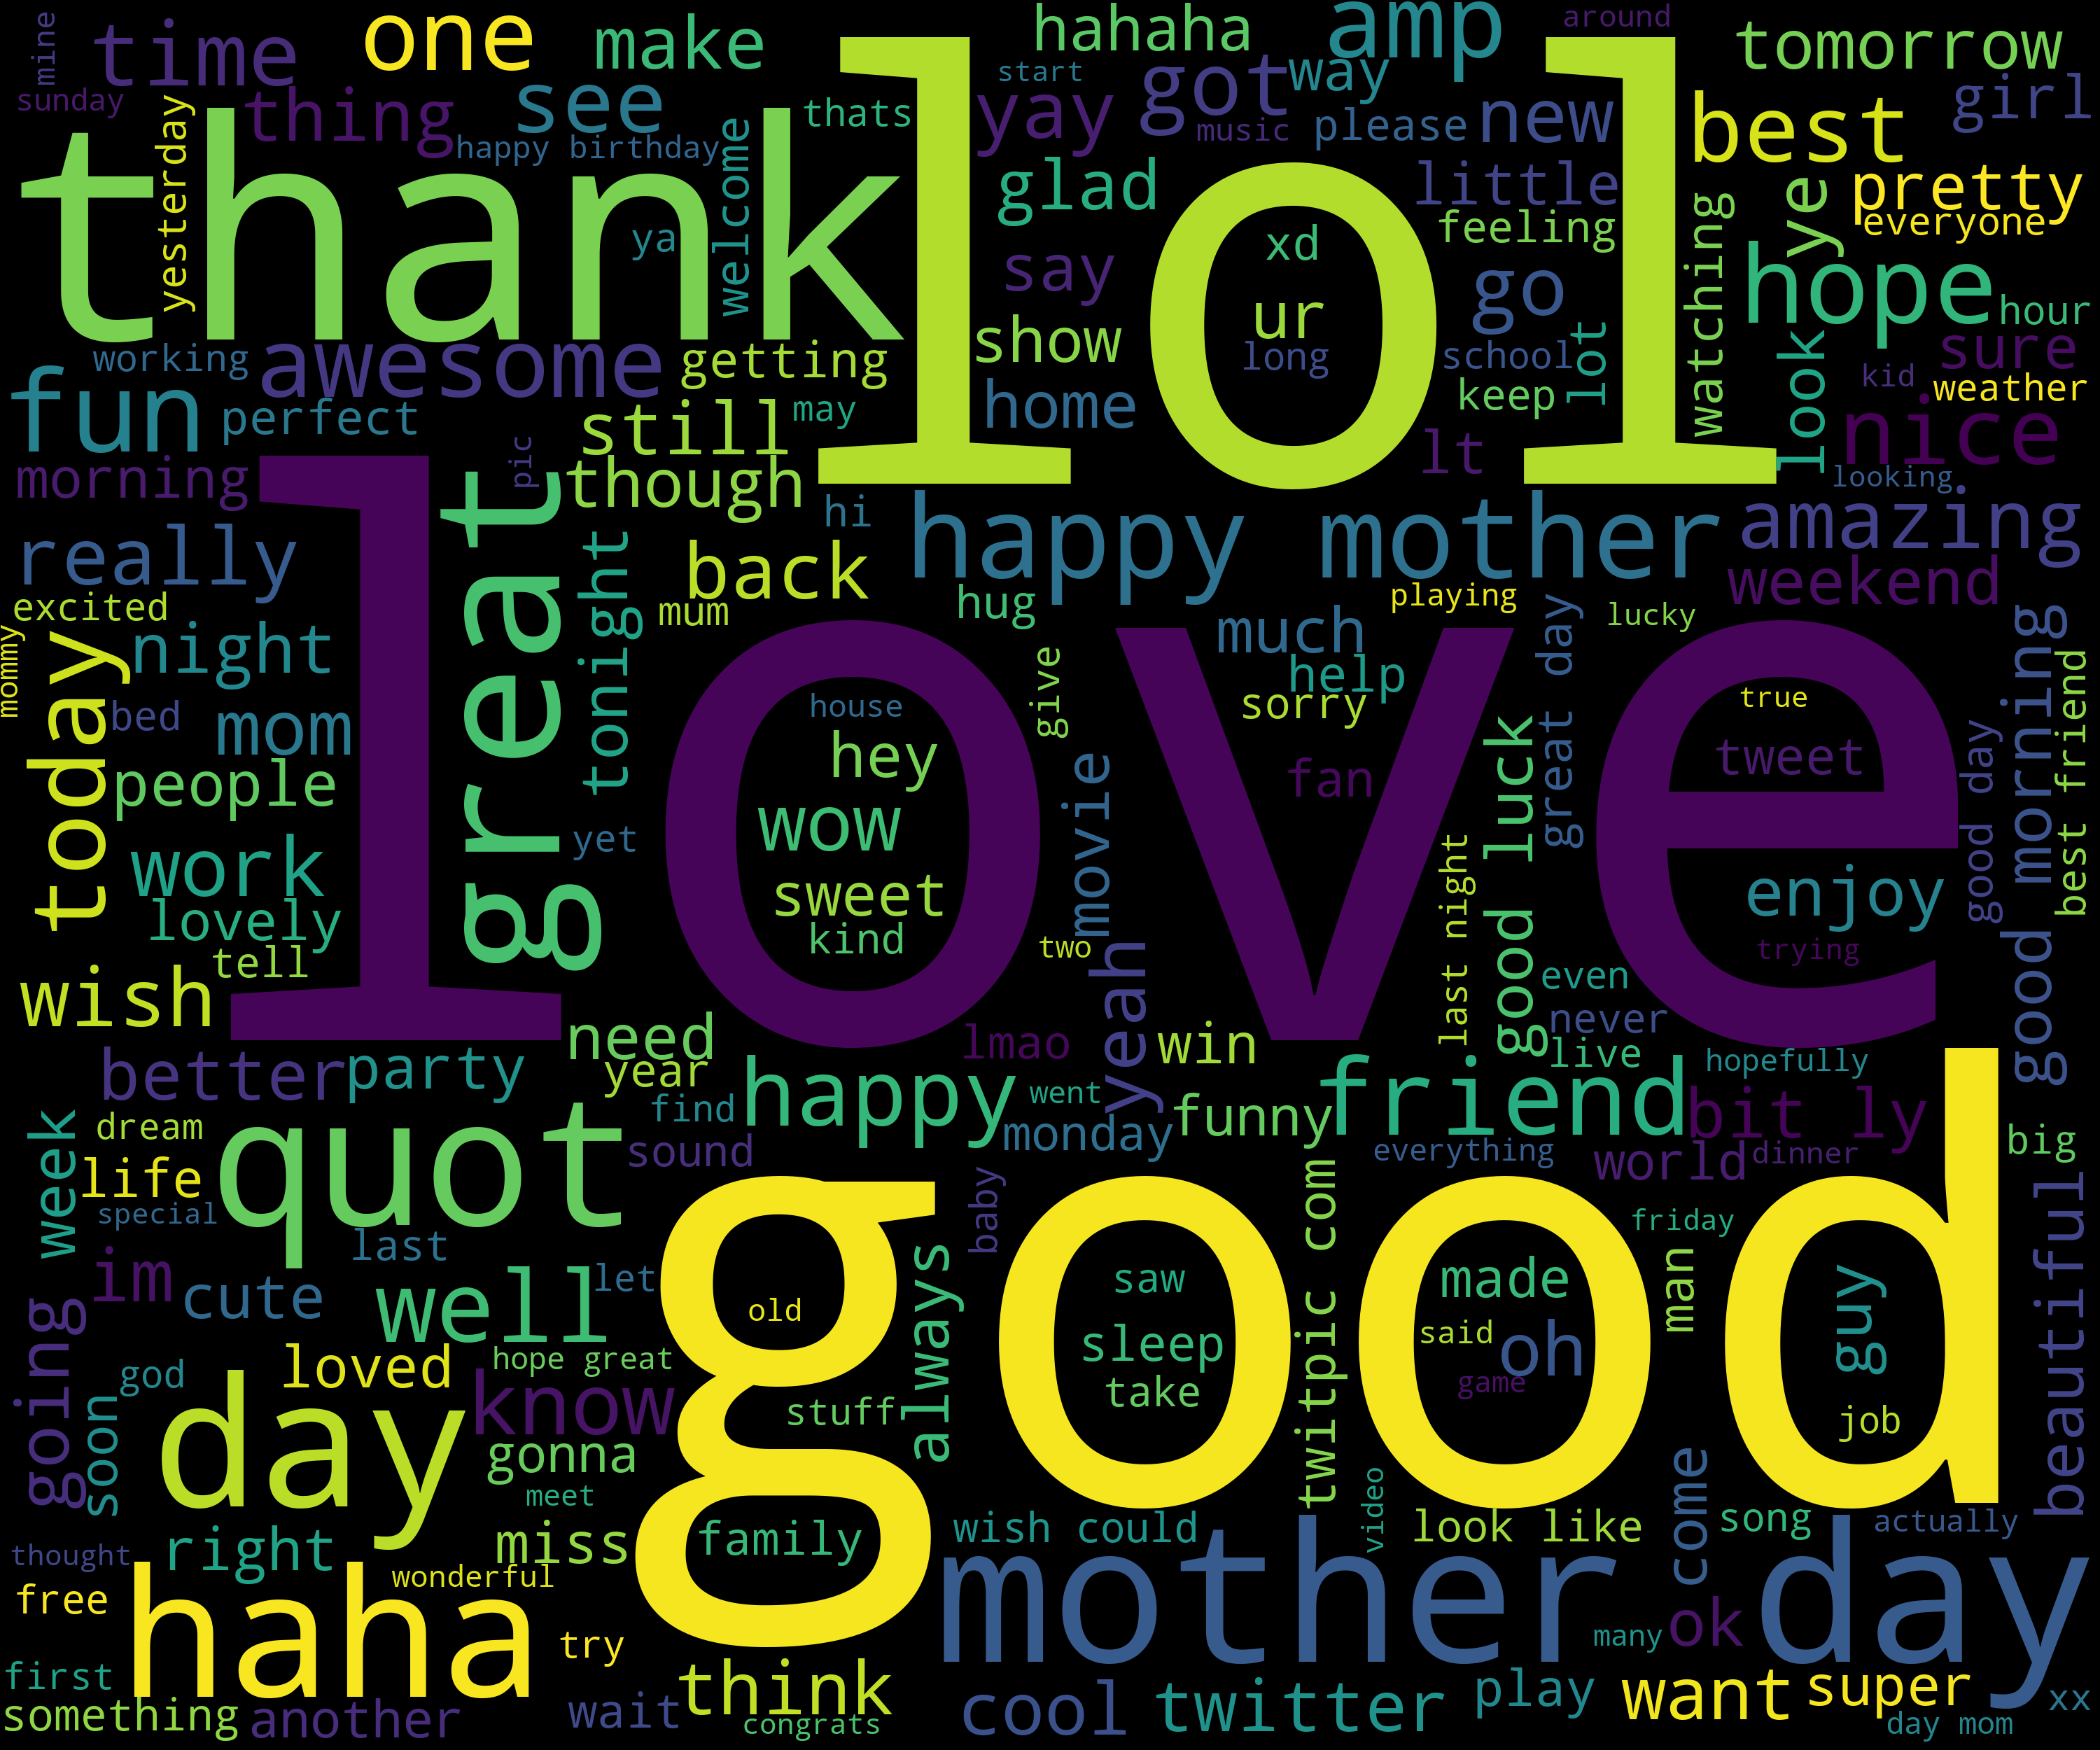 mine
time
one
make
hahaha
amp
around
tomorrow
sunday
thing
see
start
got
way
girl
yesterday
thank
happy birthday
thats
yay
music
please
new
best
welcome
lol
glad
little
pretty
ya
feeling
everyone
watching
ye
say
xd
go
hope
hour
ur
show
long
school
lot
look
sure
working
awesome
getting
kid
weather
fun
perfect
may
home
keep
nice
still
lt
looking
morning
pic
great
though
hi
happy mother
amazing
really
tonight
back
weekend
excited
mum
hug
playing
lucky
mommy
today
night
much
great day
good morning
bed
mom
house
give
help
sorry
true
best friend
people
hey
movie
fan
good luck
tweet
good day
love
wow
yet
work
sweet
last night
enjoy
lovely
kind
two
yeah
trying
tell
even
wish
need
lmao
win
never
live
hopefully
better
party
year
happy
went
friend
bit ly
find
week
dream
quot
sound
monday
funny
everything
world
dinner
big
life
baby
twitpic com
special
last
friday
beautiful
im
cute
well
let
always
saw
made
man
guy
going
old
good
sleep
said
oh
god
loved
hope great
day
know
take
game
soon
stuff
job
gonna
meet
video
come
right
miss
family
wish could
look like
song
actually
thought
wonderful
mother day
free
haha
try
many
ok
first
think
super
something
another
wait
congrats
cool
twitter
play
want
xx
day mom